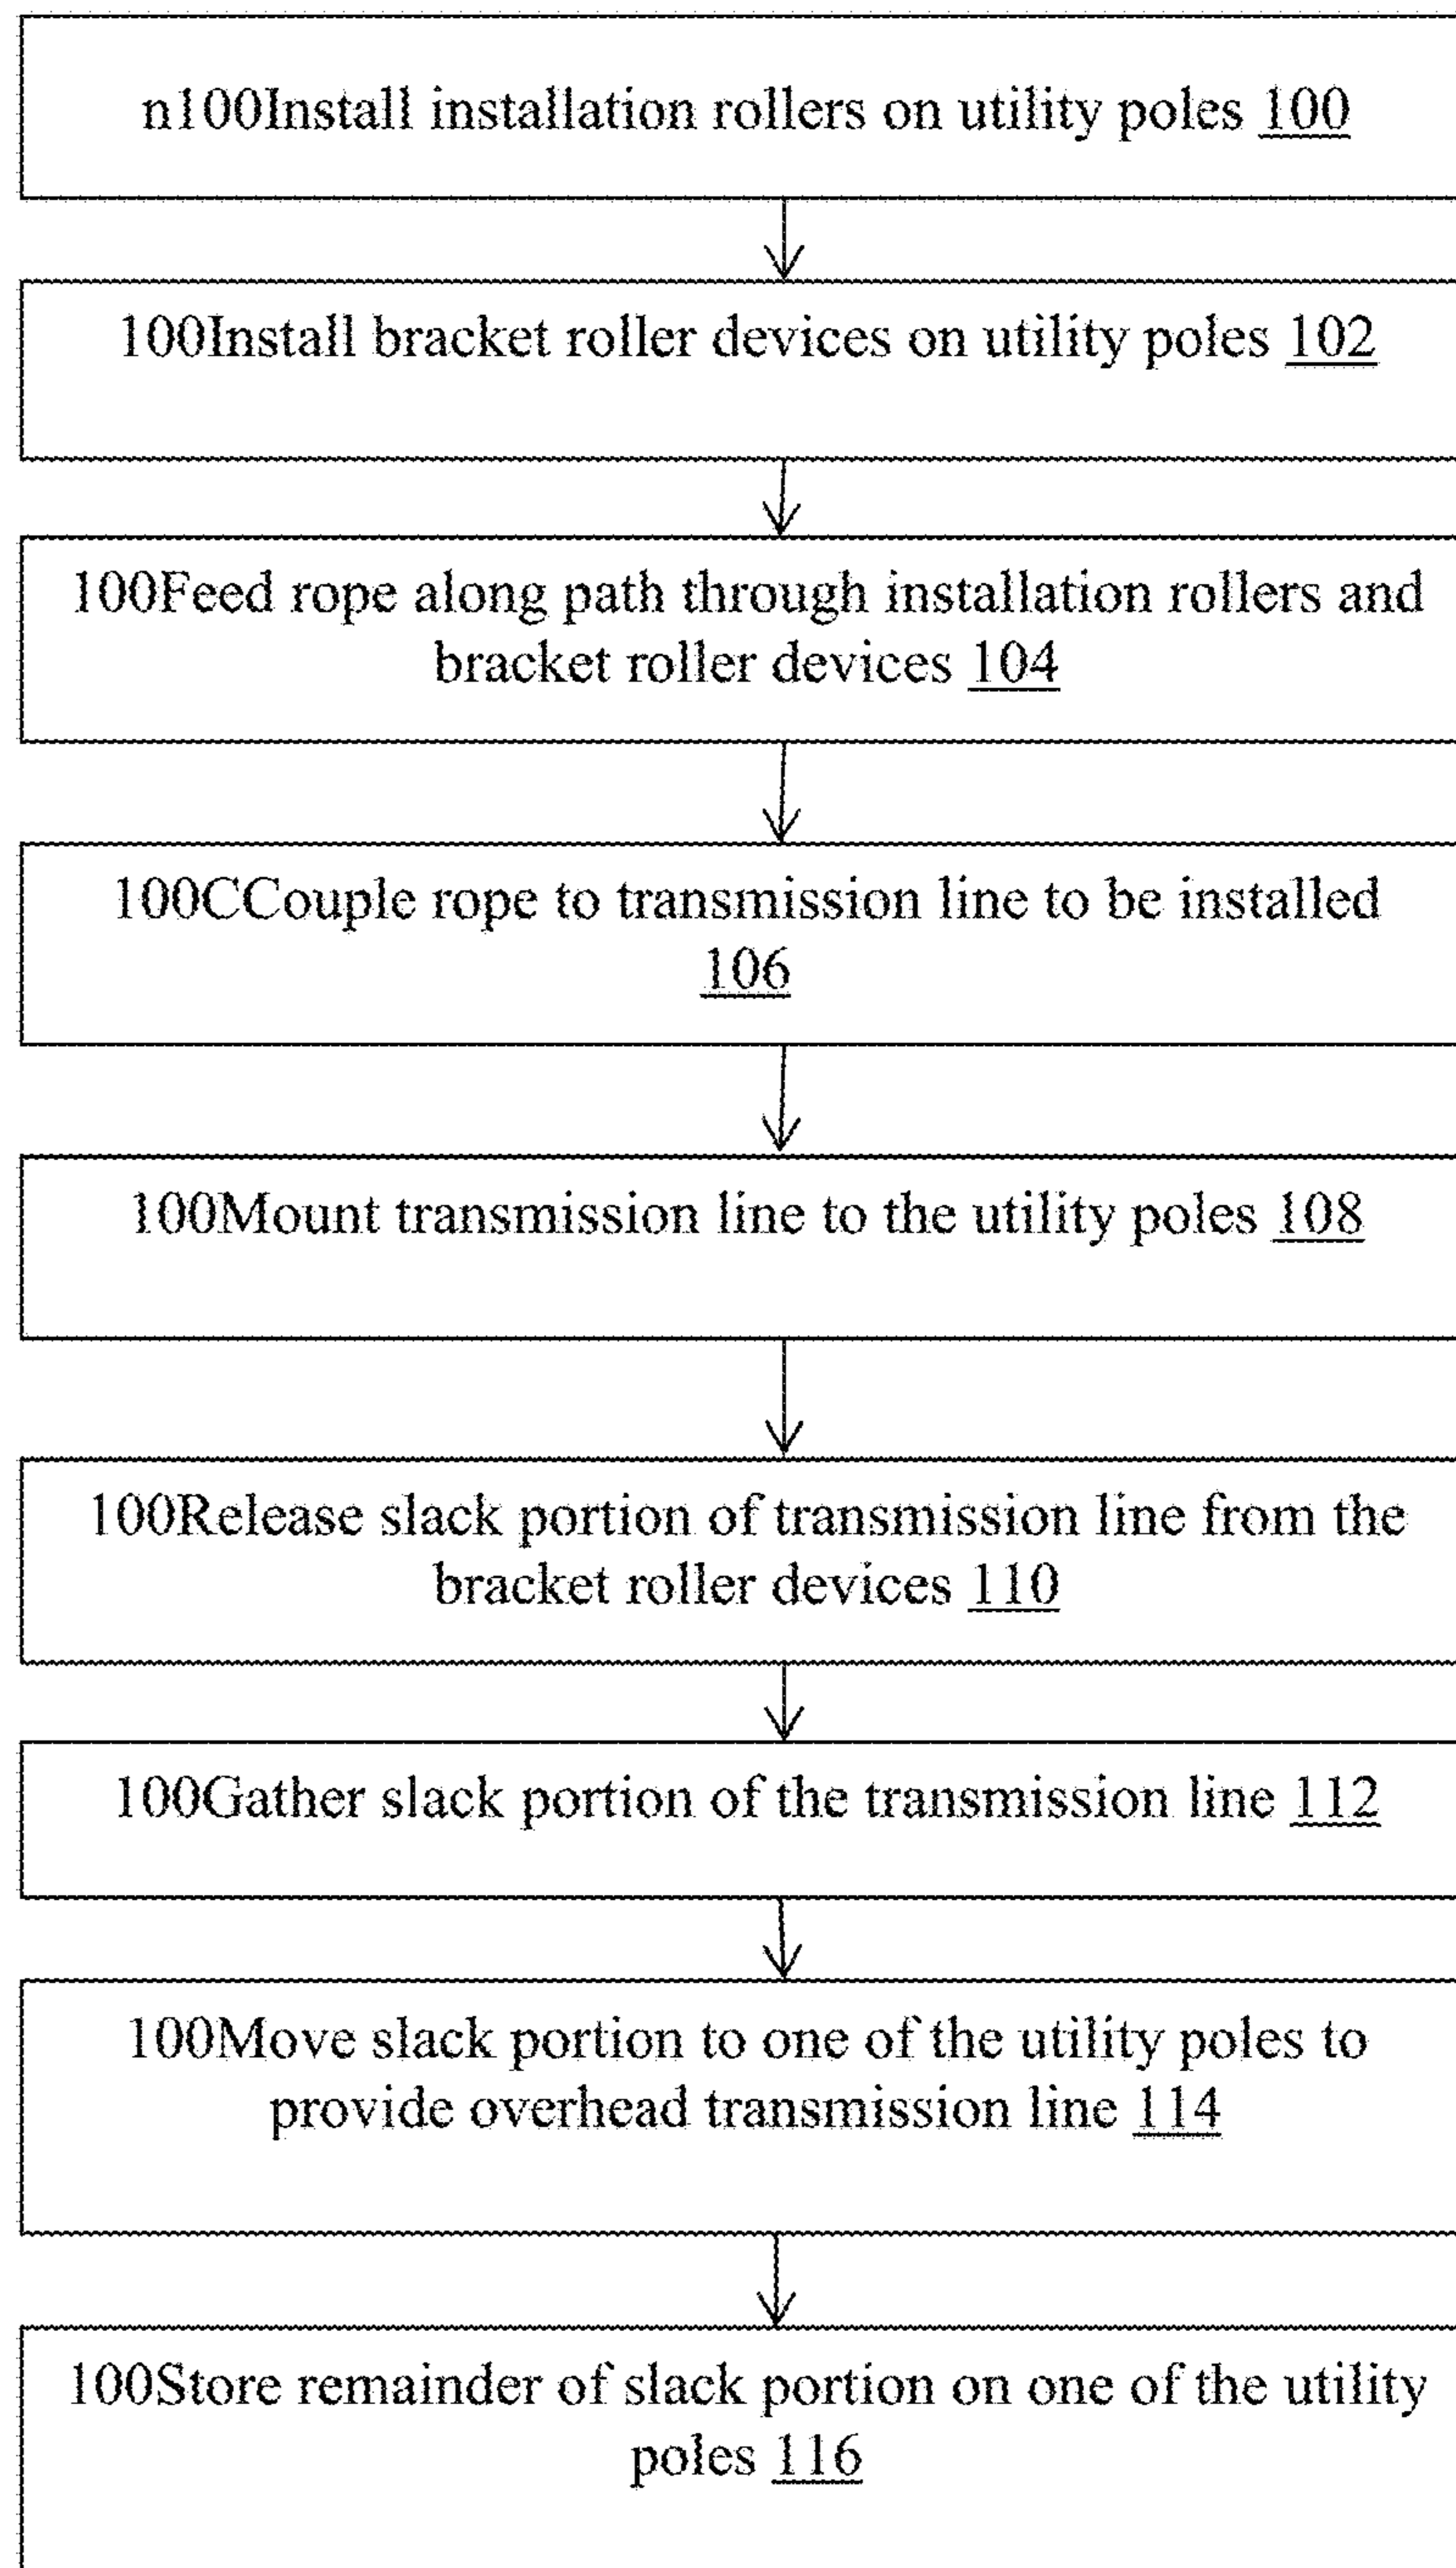 n100Install installation rollers on utility poles 100
100Install bracket roller devices on utility poles 102
100Feed rope along path through installation rollers and
bracket roller devices 104
100CCouple rope to transmission line to be installed
106
100Mount transmission line to the utility poles 108
100Release slack portion of transmission line from the
bracket roller devices 110
100Gather slack portion of the transmission line 112
100Move slack portion to one of the utility poles to
provide overhead transmission line 114
100Store remainder of slack portion on one of the utility
poles 116